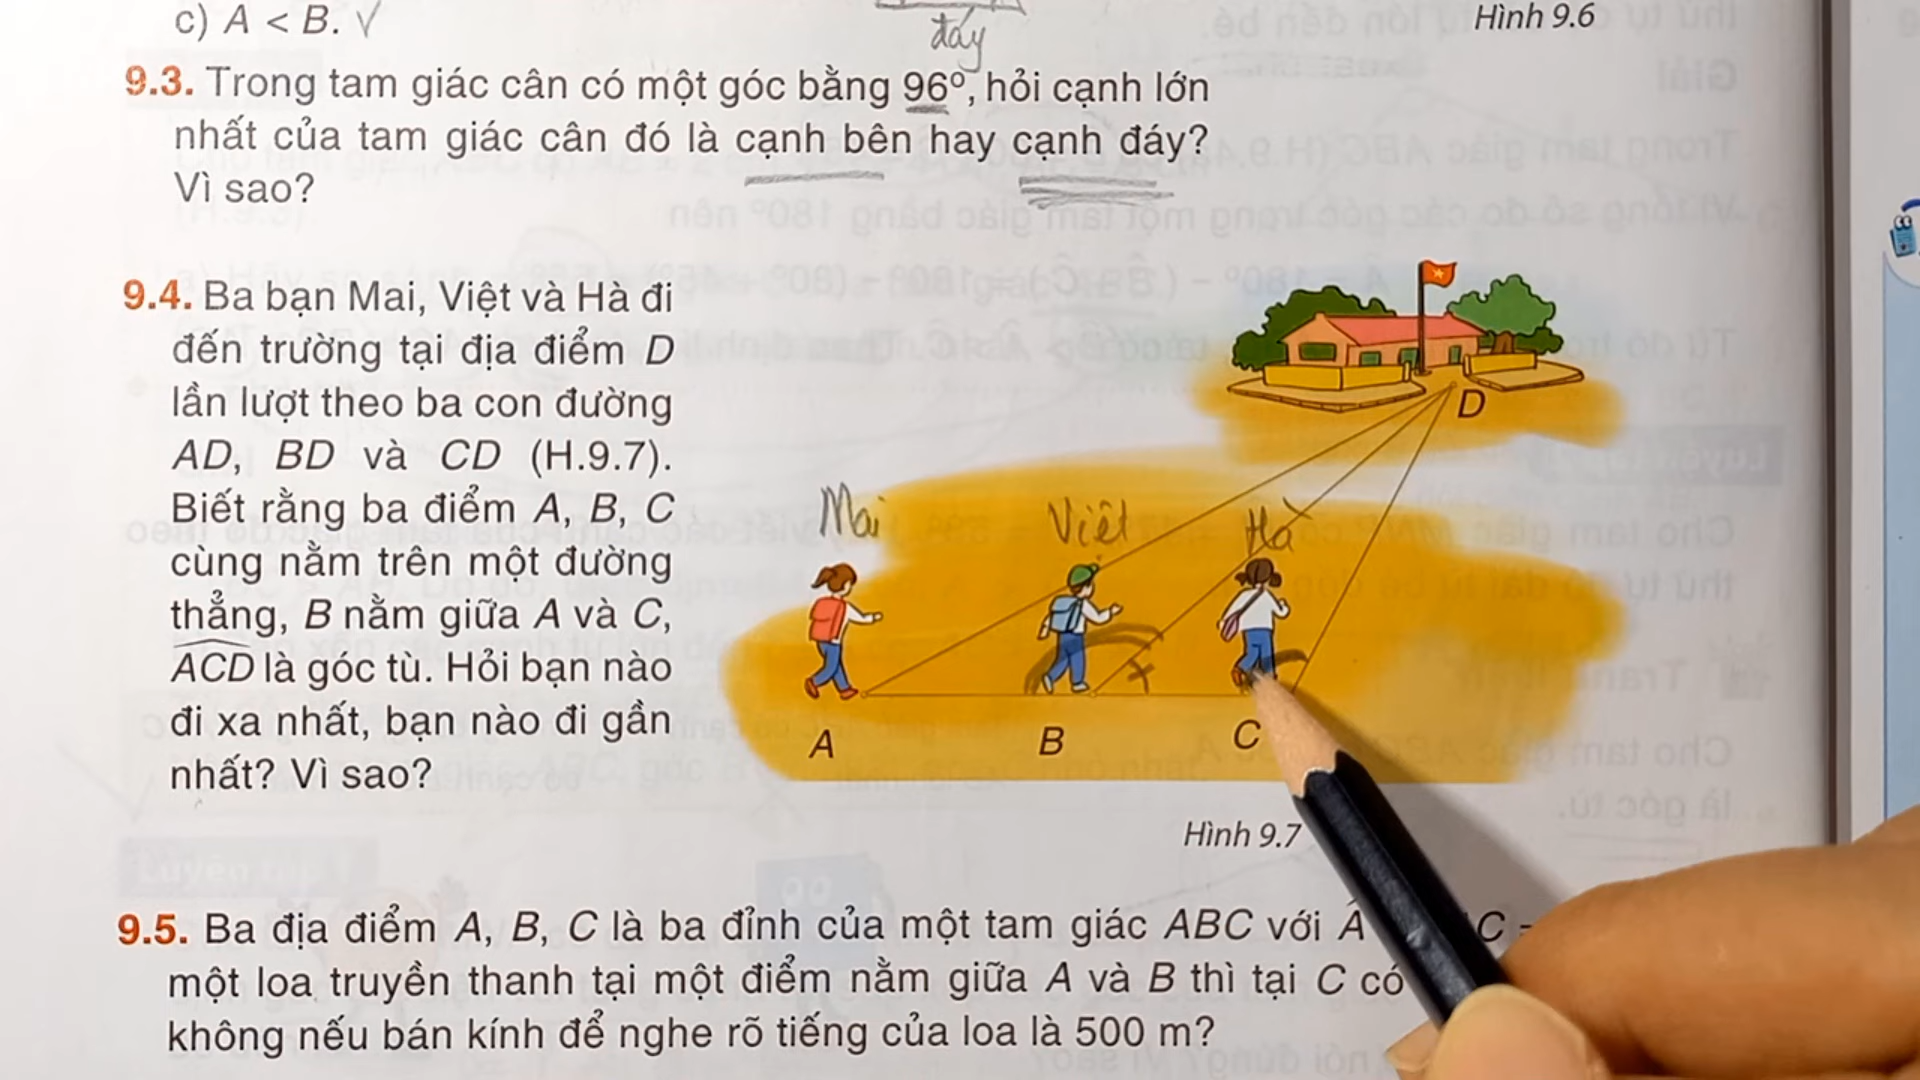 c) A < B. ✓
đáy
Hình 9.6
9.3. Trong tam giác cân có một góc bằng 96º, hỏi cạnh lớn
nhất của tam giác cân đó là cạnh bên hay cạnh đáy?
Vì sao?
9.4. Ba bạn Mai, Việt và Hà đi
đến trường tại địa điểm D
lần lượt theo ba con đường
AD, BD và CD (H.9.7).
Biết rằng ba điểm A, B, C
cùng nằm trên một đường
thẳng, B nằm giữa A và C,
ACD là góc tù. Hỏi bạn nào
đi xa nhất, bạn nào đi gần
nhất? Vì sao?
D
Mai Việt Hà
A B C
Hình 9.7
9.5. Ba địa điểm A, B, C là ba đỉnh của một tam giác ABC với
một loa truyền thanh tại một điểm nằm giữa A và B thì tại C có
không nếu bán kính để nghe rõ tiếng của loa là 500 m?